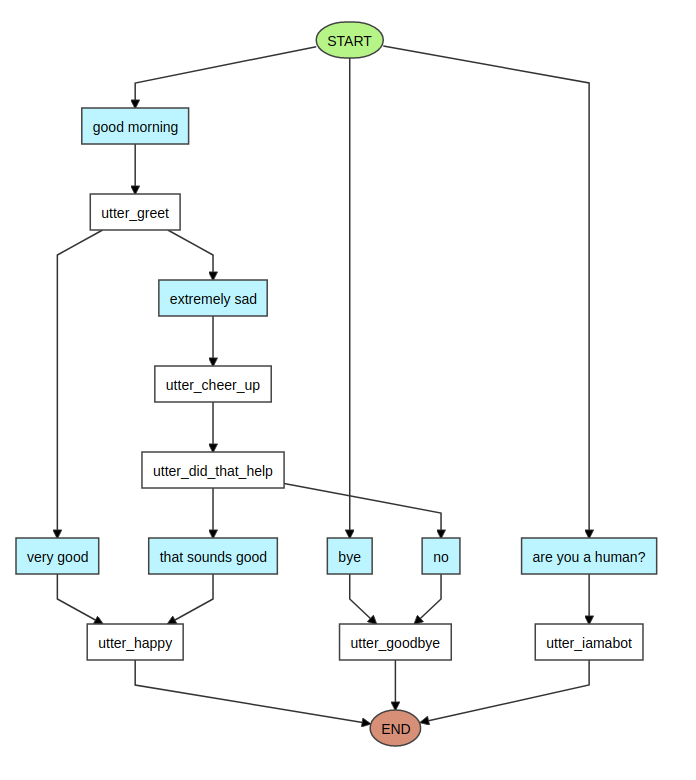 START
good morning
utter_greet
extremely sad
utter_cheer_up
utter_did_that_help
very good
that sounds good
bye
no
are you a human?
utter_happy
utter_goodbye
utter_iamabot
END